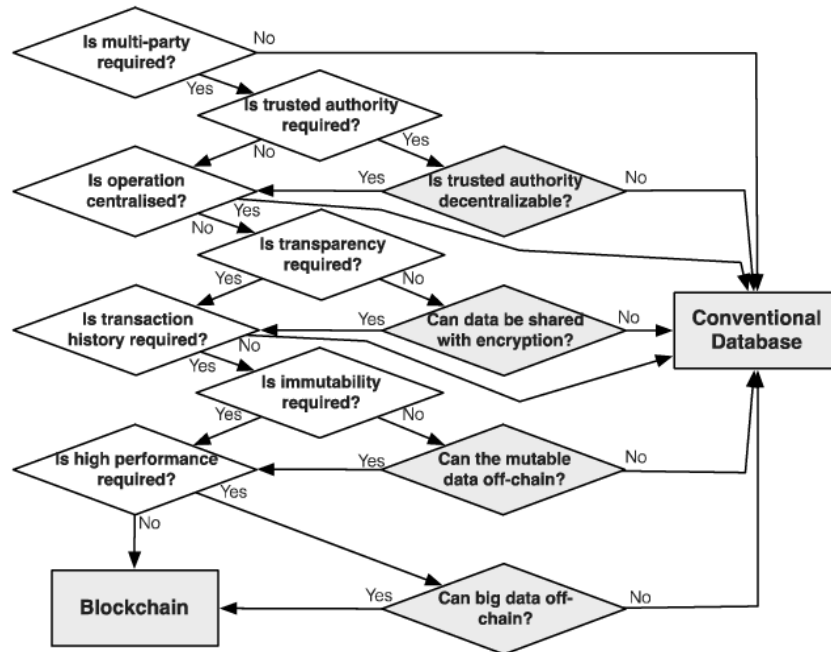 Is multi-party
required?
No
Yes
Is trusted authority
required?
No
Yes
Is operation
centralised?
Yes
Is trusted authority
decentralizable?
No
No
Yes
Is transparency
required?
Yes
No
Is transaction
history required?
Yes
Can data be shared
with encryption?
No
Conventional
Database
No
Yes
Is immutability
required?
Yes
No
Is high performance
required?
Yes
Can the mutable
data off-chain?
No
Yes
No
Blockchain
Yes
Can big data off-
chain?
No